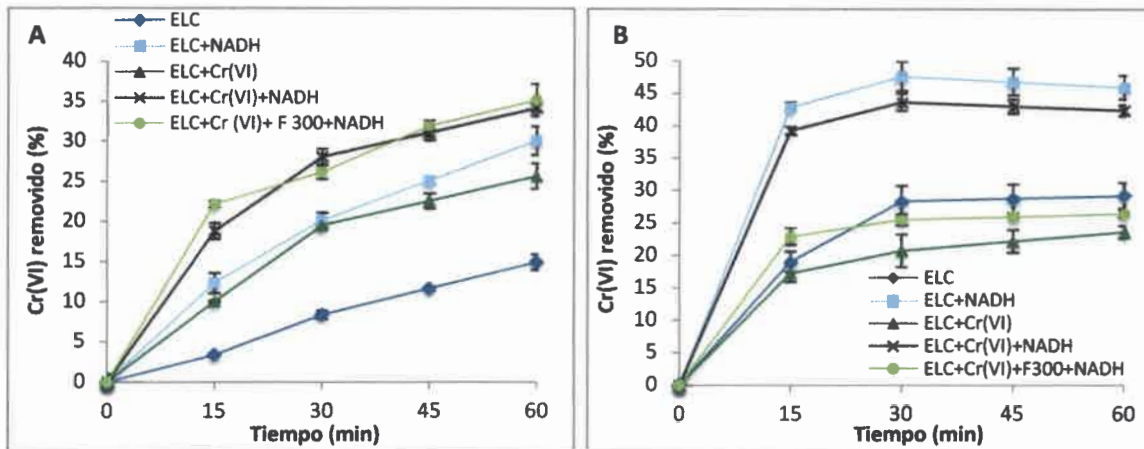 A
ELC
ELC+NADH
ELC+Cr(VI)
ELC+Cr(VI)+NADH
ELC+Cr (VI)+ F 300+NADH
Cr(VI) removido (%)
40
35
30
25
20
15
10
5
0
0 15 30 45 60
Tiempo (min)
B
Cr(VI) removido (%)
50
45
40
35
30
25
20
15
10
5
0
ELC
ELC+NADH
ELC+Cr(VI)
ELC+Cr(VI)+NADH
ELC+Cr(VI)+F300+NADH
0 15 30 45 60
Tiempo (min)